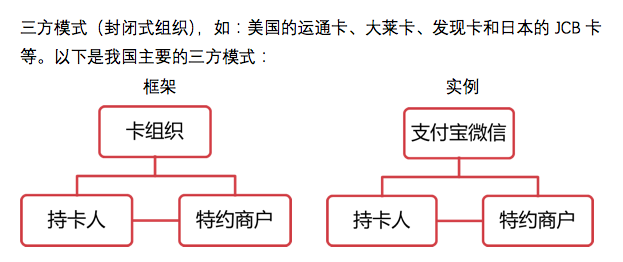 三方模式（封闭式组织），如：美国的运通卡、大莱卡、发现卡和日本的 JCB 卡
等。以下是我国主要的三方模式：
框架
实例
卡组织
支付宝微信
持卡人
特约商户
持卡人
特约商户